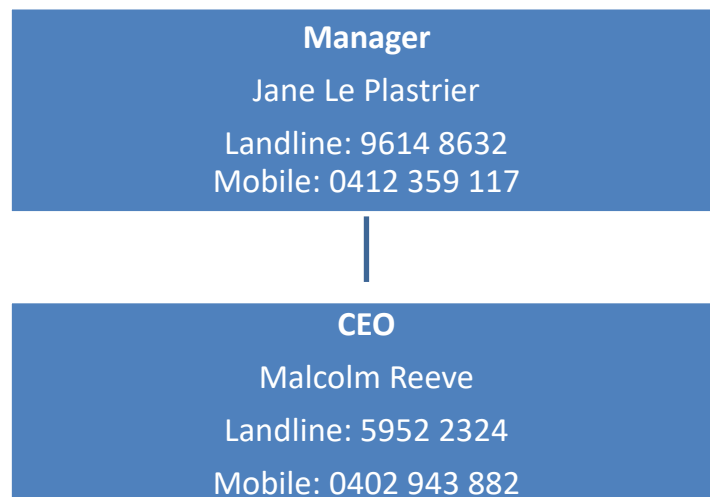 Manager
Jane Le Plastrier
Landline: 9614 8632
Mobile: 0412 359 117
CEO
Malcolm Reeve
Landline: 5952 2324
Mobile: 0402 943 882